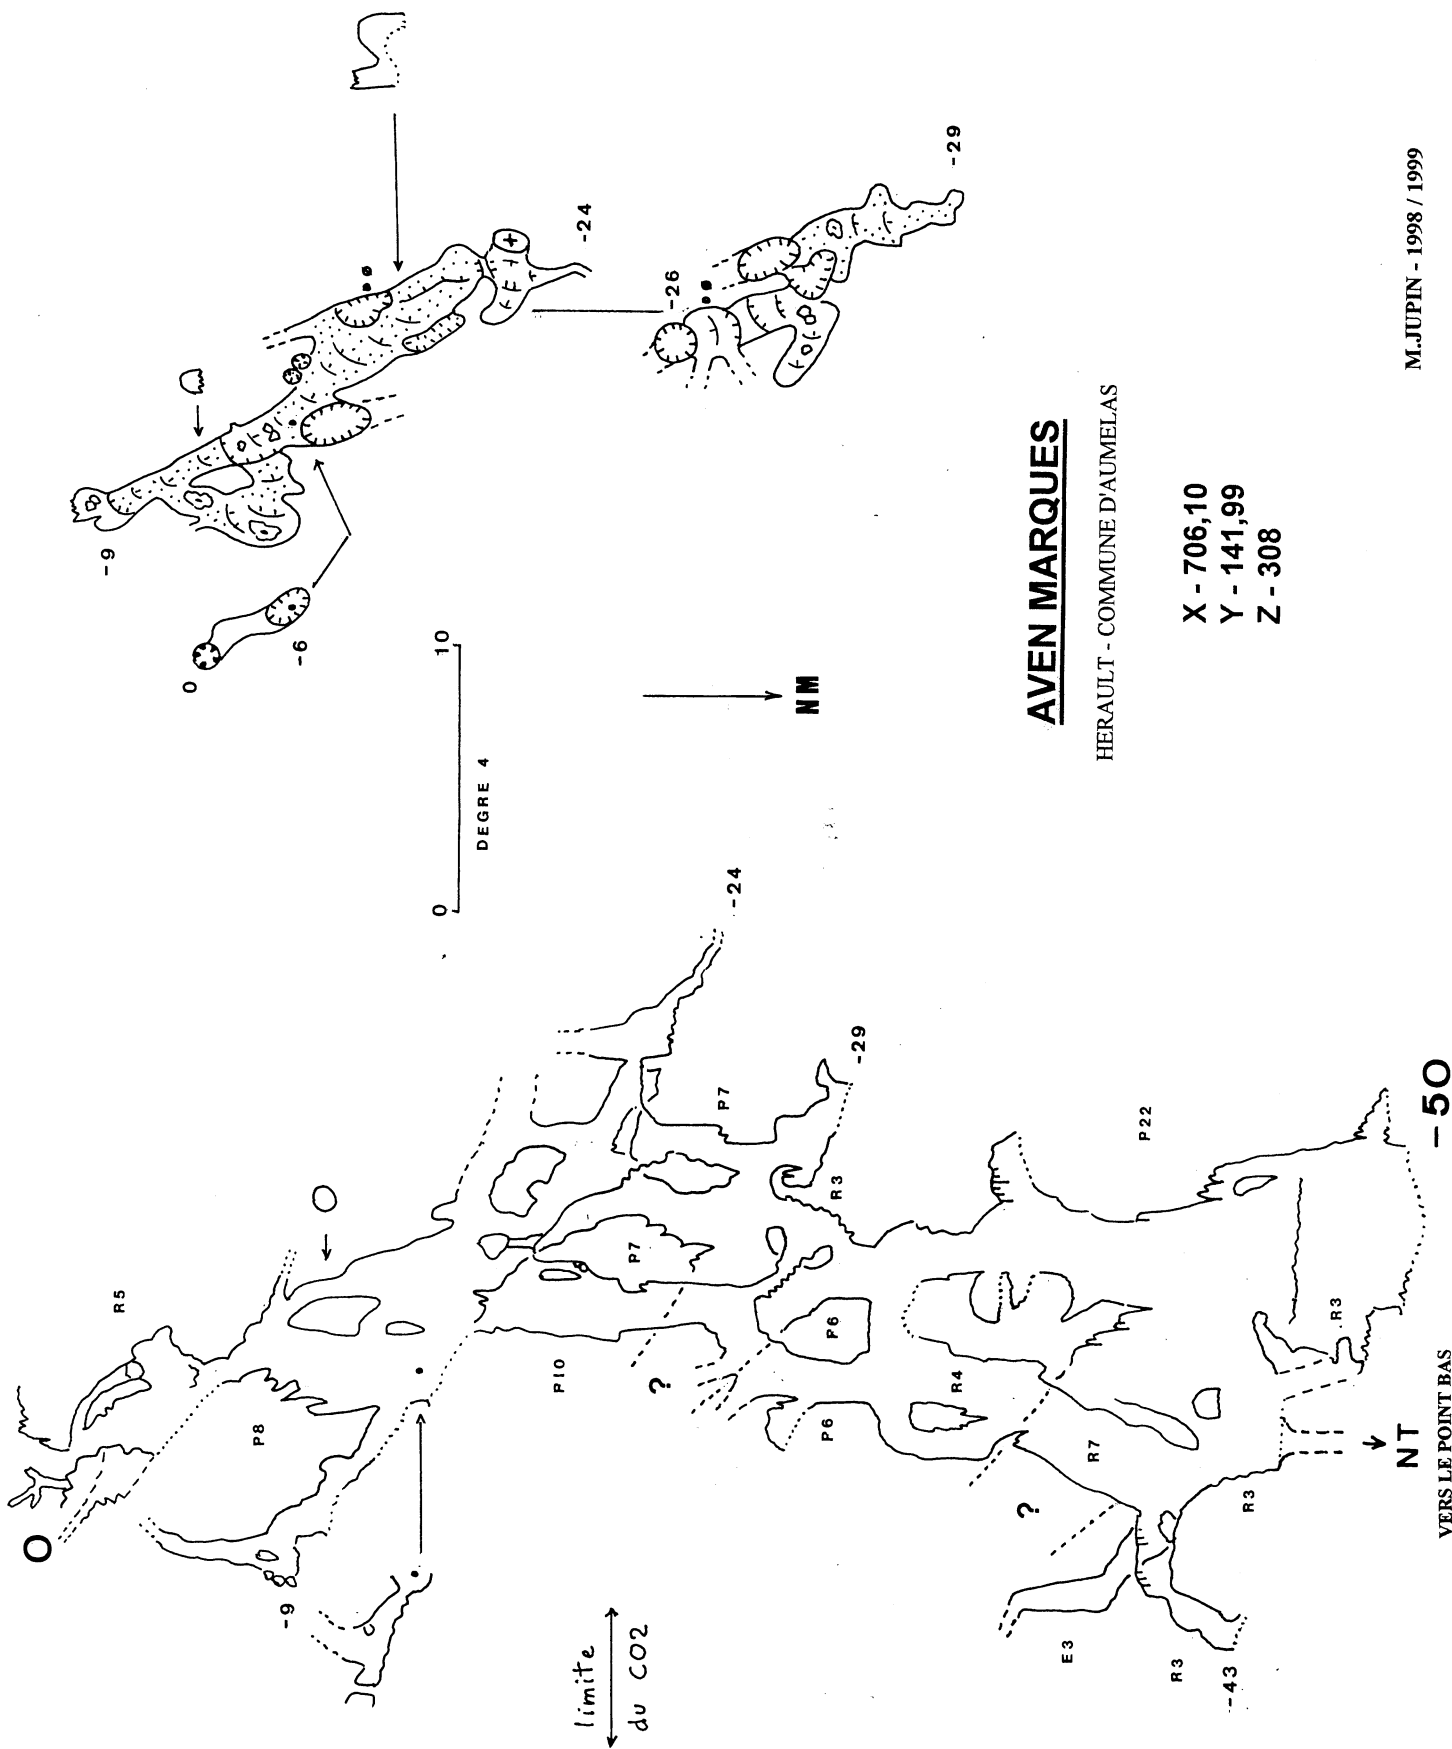 O
R5
P8
-9
limite
du CO2
P10
?
P7
P7
-24
-29
R3
P6
P6
R4
?
R7
E3
R3
-43
R3
P22
R3
NT
VERS LE POINT BAS
-50
0
10
DEGRE 4
NM
0
-6
-9
-24
-26
-29
AVEN MARQUES
HERAULT - COMMUNE D'AUMELAS
X - 706,10
Y - 141,99
Z - 308
M.JUPIN - 1998 / 1999